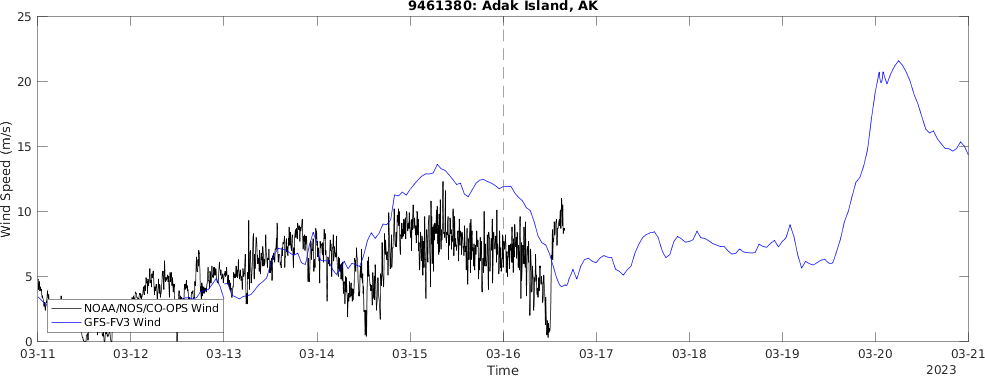 9461380: Adak Island, AK
25
20
15
10
5
0
Wind Speed (m/s)
NOAA/NOS/CO-OPS Wind
GFS-FV3 Wind
03-11 03-12 03-13 03-14 03-15 03-16 03-17 03-18 03-19 03-20 03-21
Time
2023